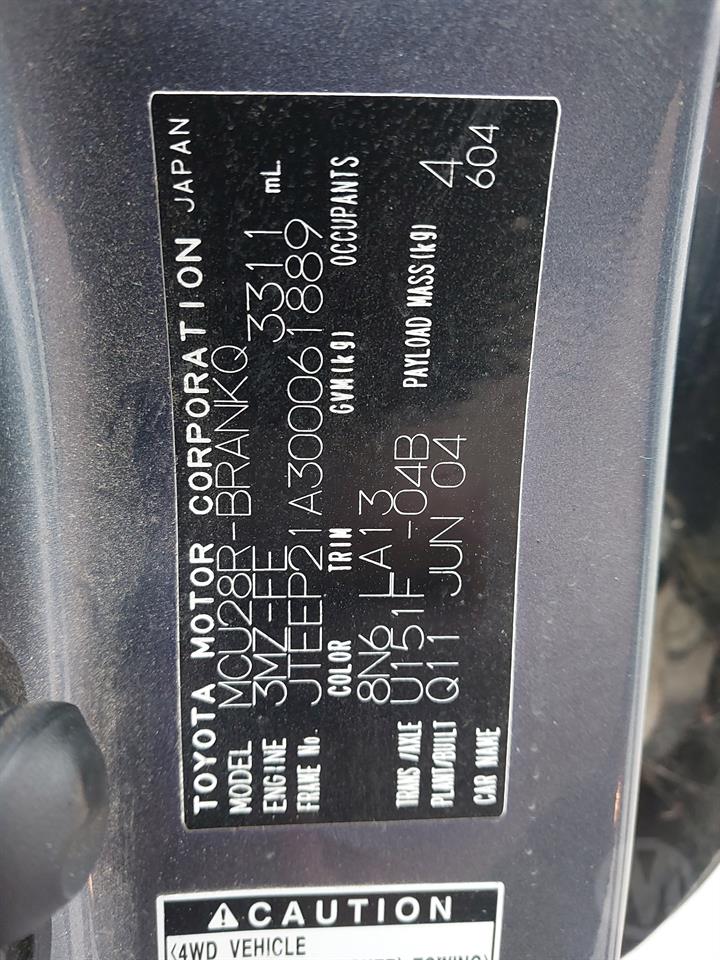 TOYOTA MOTOR CORPORATION JAPAN
MODEL MCU28R-BRANKQ
ENGINE 3MZ-FE 3311 mL.
FRAME No. JTEEP21A300061889
COLOR TRIM GVM(kg) OCCUPANTS
8N6 LA13 4
TRANS/AXLE U151F -04B PAYLOAD MASS(kg) 604
PLANT/BUILT Q11 JUN 04
CAR NAME
⚠CAUTION
<4WD VEHICLE